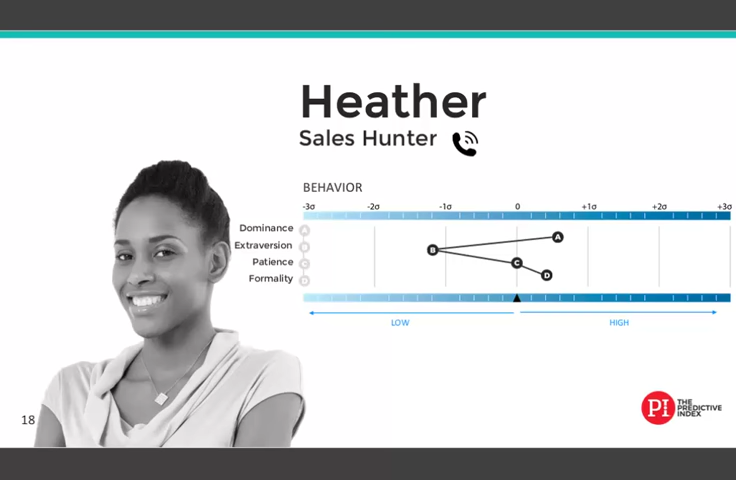 Heather
Sales Hunter
BEHAVIOR
-3σ -2σ -1σ 0 +1σ +2σ +3σ
Dominance A
Extraversion B
Patience C
Formality D
A
B
C
D
LOW HIGH
18
PI THE PREDICTIVE INDEX